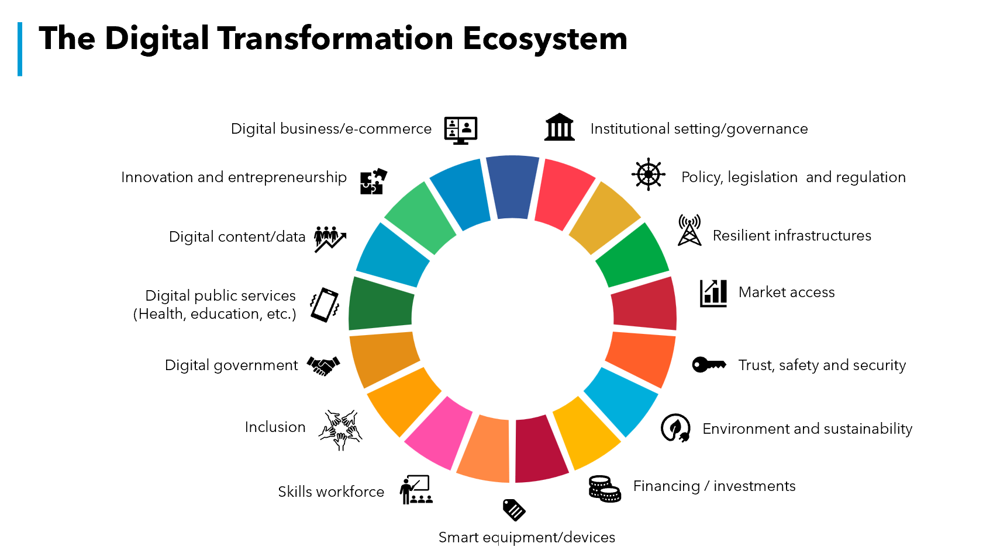 The Digital Transformation Ecosystem
Digital business/e-commerce
Institutional setting/governance
Innovation and entrepreneurship
Policy, legislation  and regulation
Digital content/data
Resilient infrastructures
Digital public services
(Health, education, etc.)
Market access
Digital government
Trust, safety and security
Inclusion
Environment and sustainability
Skills workforce
Financing / investments
Smart equipment/devices